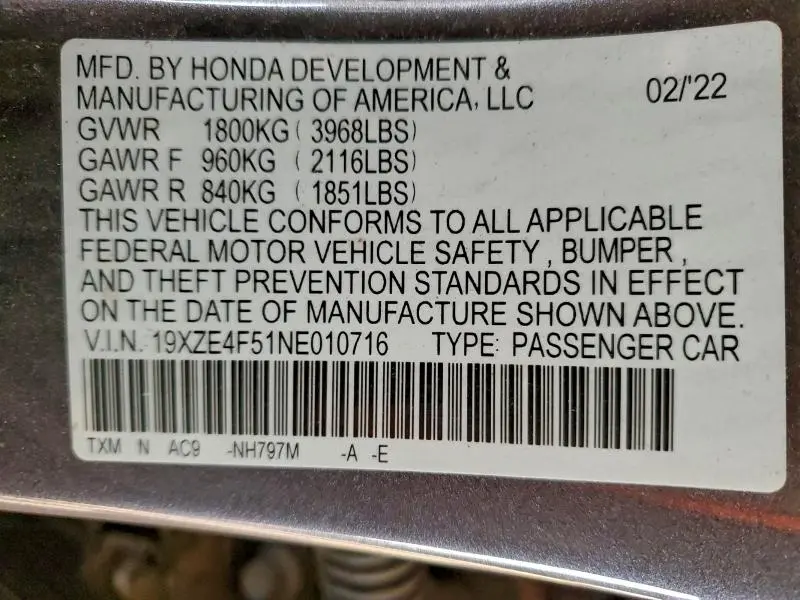 MFD. BY HONDA DEVELOPMENT &
MANUFACTURING OF AMERICA, LLC 02/'22
GVWR 1800KG ( 3968LBS)
GAWR F 960KG ( 2116LBS)
GAWR R 840KG ( 1851LBS)
THIS VEHICLE CONFORMS TO ALL APPLICABLE
FEDERAL MOTOR VEHICLE SAFETY , BUMPER ,
AND THEFT PREVENTION STANDARDS IN EFFECT
ON THE DATE OF MANUFACTURE SHOWN ABOVE.
V.I.N. 19XZE4F51NE010716 TYPE: PASSENGER CAR
TXM N AC9 -NH797M -A -E